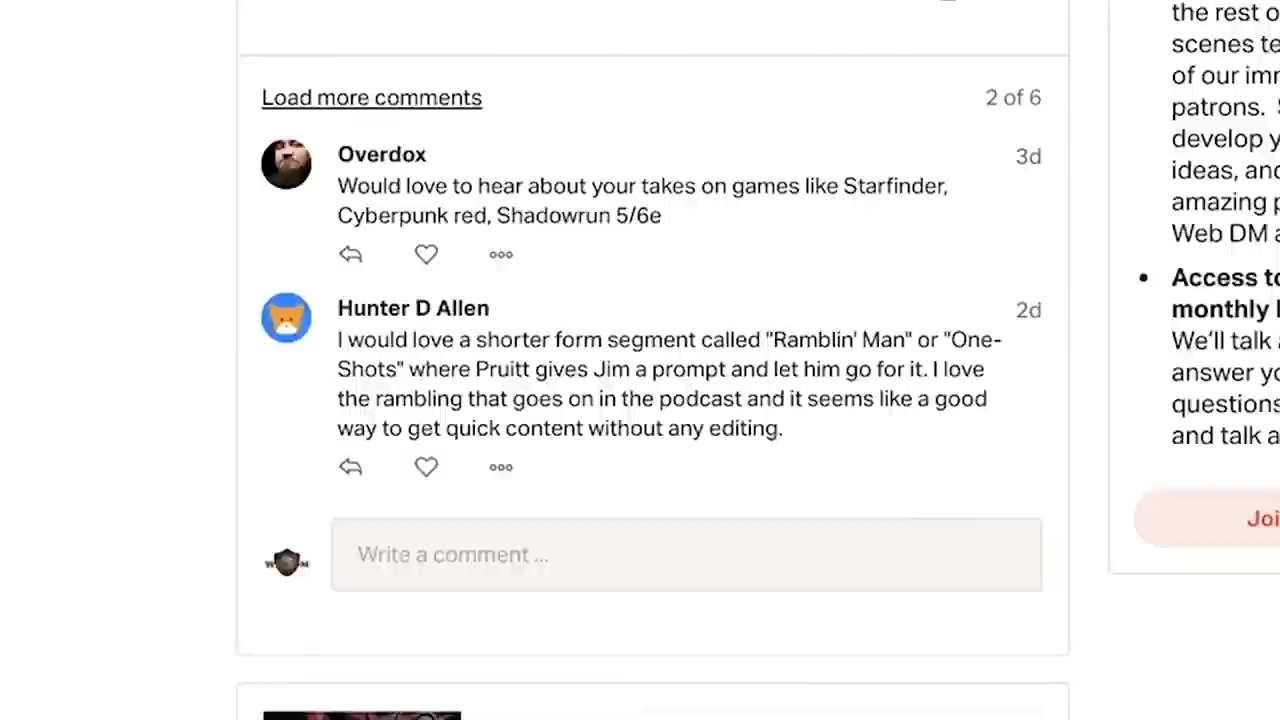 Load more comments
2 of 6
Overdox
3d
Would love to hear about your takes on games like Starfinder,
Cyberpunk red, Shadowrun 5/6e
Hunter D Allen
2d
I would love a shorter form segment called "Ramblin' Man" or "One-
Shots" where Pruitt gives Jim a prompt and let him go for it. I love
the rambling that goes on in the podcast and it seems like a good
way to get quick content without any editing.
Write a comment ...
the rest o
scenes te
of our imm
patrons. S
develop y
ideas, and
amazing p
Web DM a
• Access to
monthly
We'll talk
answer yo
questions
and talk a
Joi